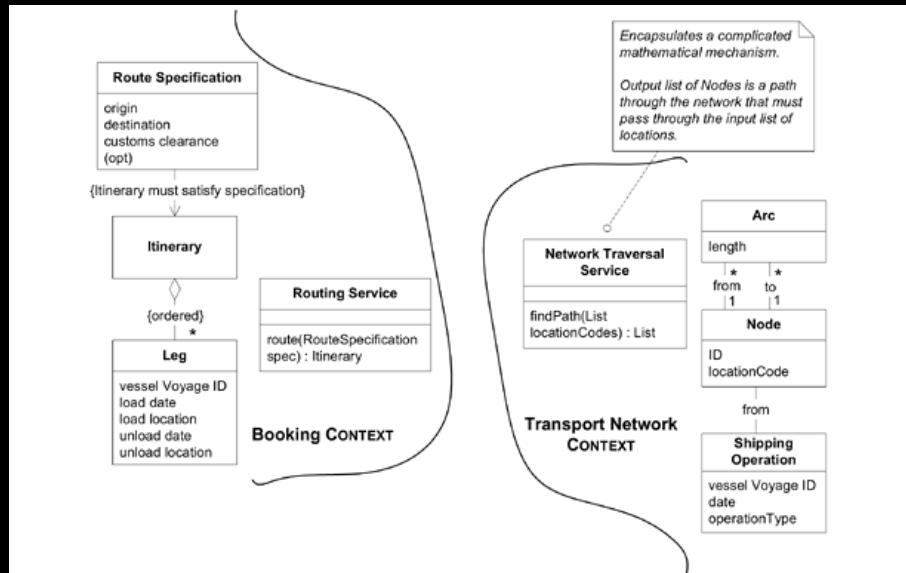 Route Specification
origin
destination
customs clearance
(opt)
{Itinerary must satisfy specification}
Itinerary
{ordered}
*
Leg
vessel Voyage ID
load date
load location
unload date
unload location
Routing Service
route(RouteSpecification
spec) : Itinerary
Booking CONTEXT
Encapsulates a complicated
mathematical mechanism.
Output list of Nodes is a path
through the network that must
pass through the input list of
locations.
Network Traversal
Service
findPath(List
locationCodes) : List
Transport Network
CONTEXT
Arc
length
* *
from to
1 1
Node
ID
locationCode
from
Shipping
Operation
vessel Voyage ID
date
operationType